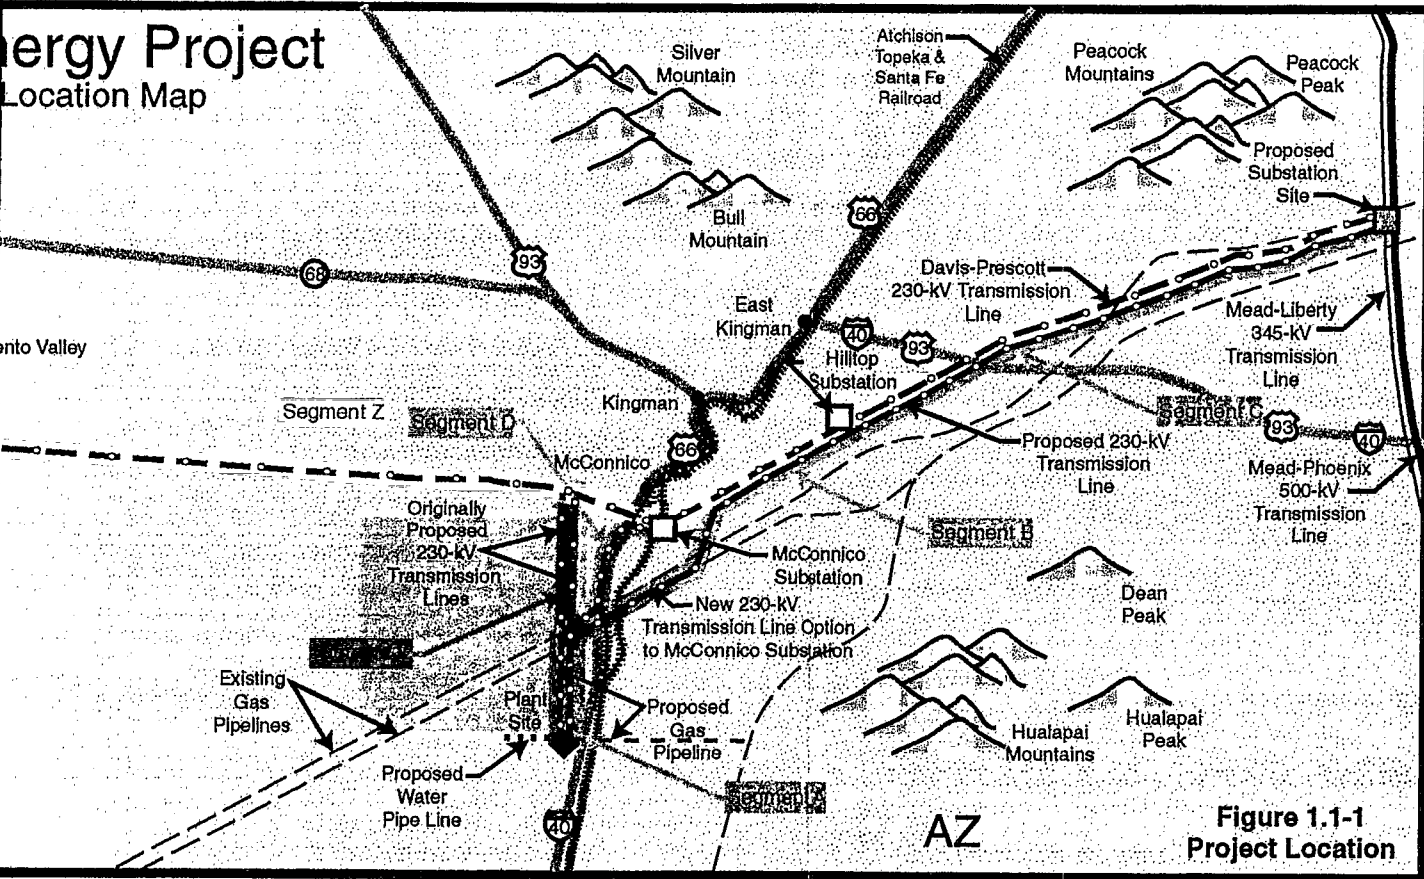 nergy Project
Location Map
Silver
Mountain
Atchison
Topeka &
Santa Fe
Railroad
Peacock
Mountains
Peacock
Peak
Proposed
Substation
Site
66
Bull
Mountain
93
68
Davis-Prescott
230-kV Transmission
Line
East
Kingman
40
93
Hilltop
Substation
Mead-Liberty
345-kV
Transmission
Line
ento Valley
Kingman
Segment Z
Segment D
Segment C
93
40
66
McConnico
Proposed 230-kV
Transmission
Line
Mead-Phoenix
500-kV
Transmission
Line
Originally
Proposed
230-kV
Transmission
Lines
Segment B
McConnico
Substation
Dean
Peak
New 230-kV
Transmission Line Option
to McConnico Substation
Existing
Gas
Pipelines
Plant
Site
Proposed
Gas
Pipeline
Hualapai
Mountains
Hualapai
Peak
Proposed
Water
Pipe Line
Segment A
40
AZ
Figure 1.1-1
Project Location